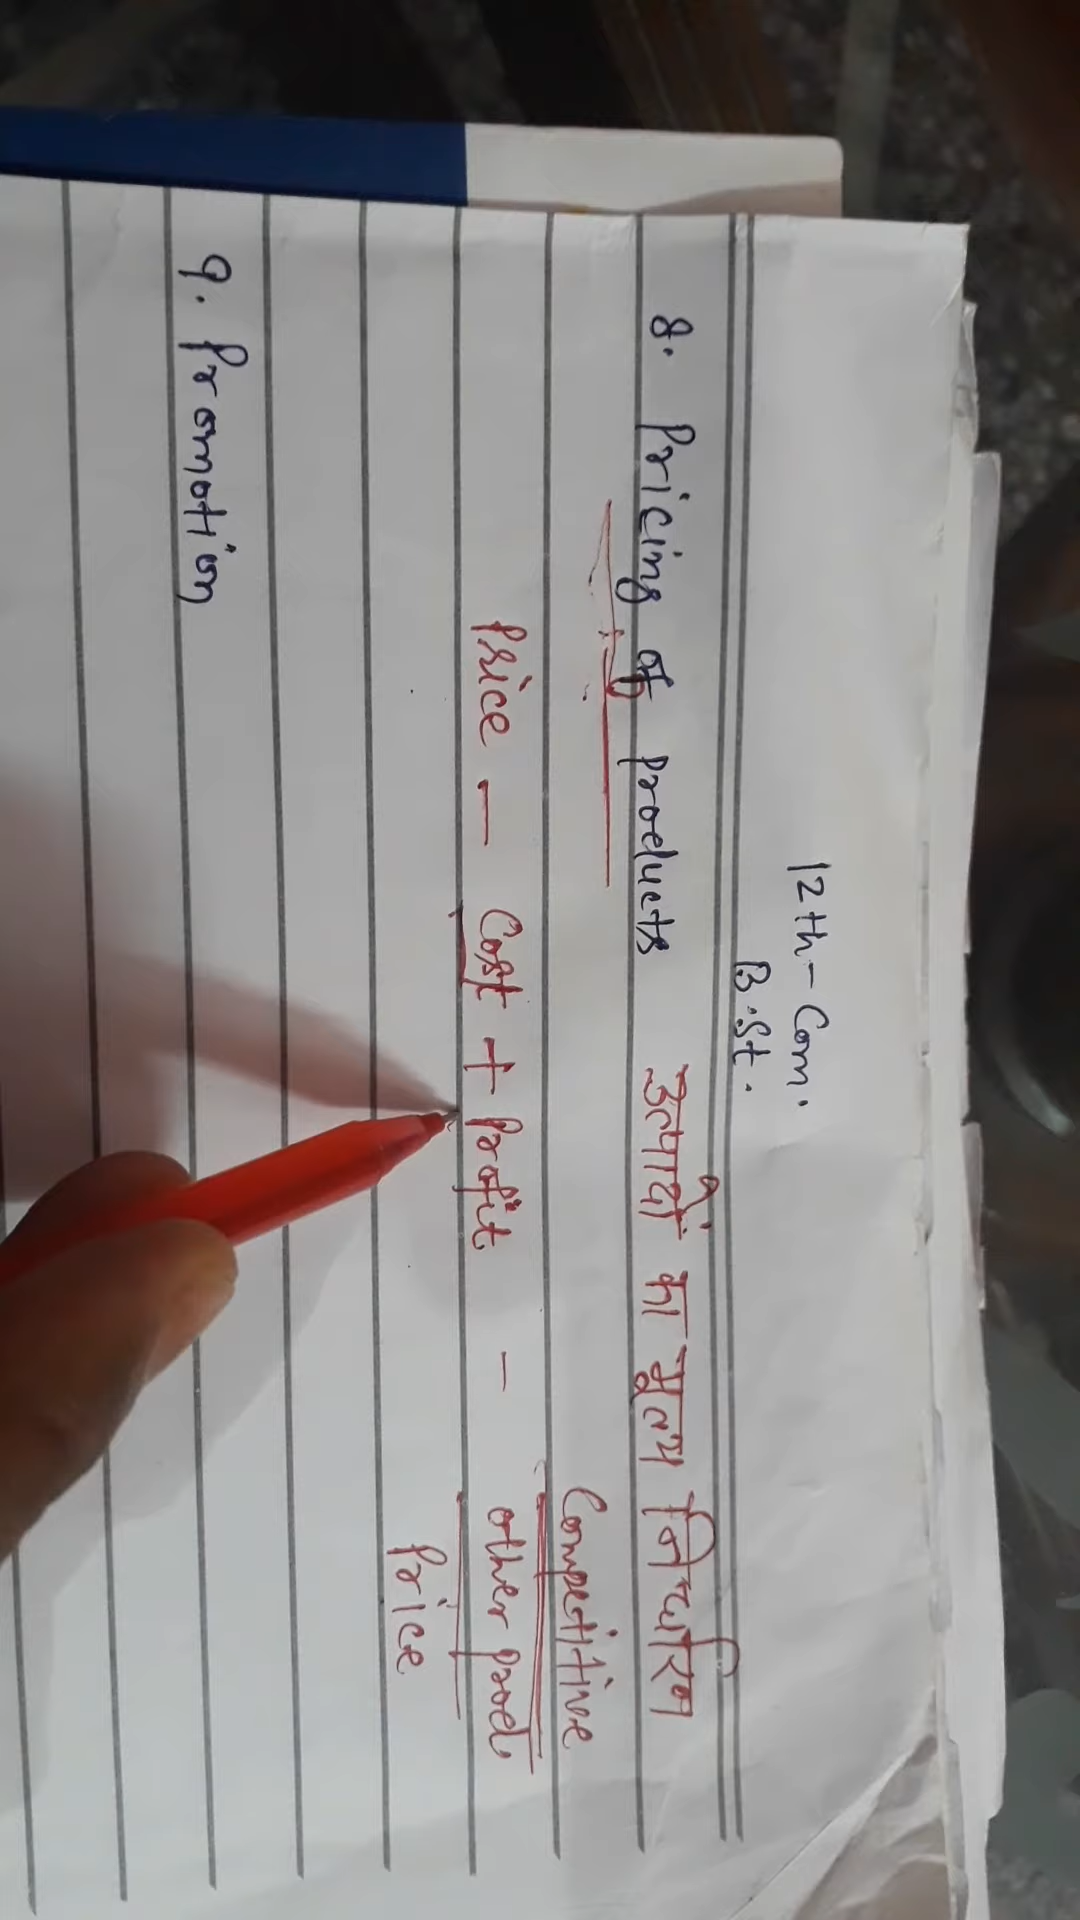 12th - Com.
B.St.
8. Pricing of products उत्पादों का मुल्य निर्धारण
Competitive
Price - Cost + Profit - other prod.
Price
9. Promotion